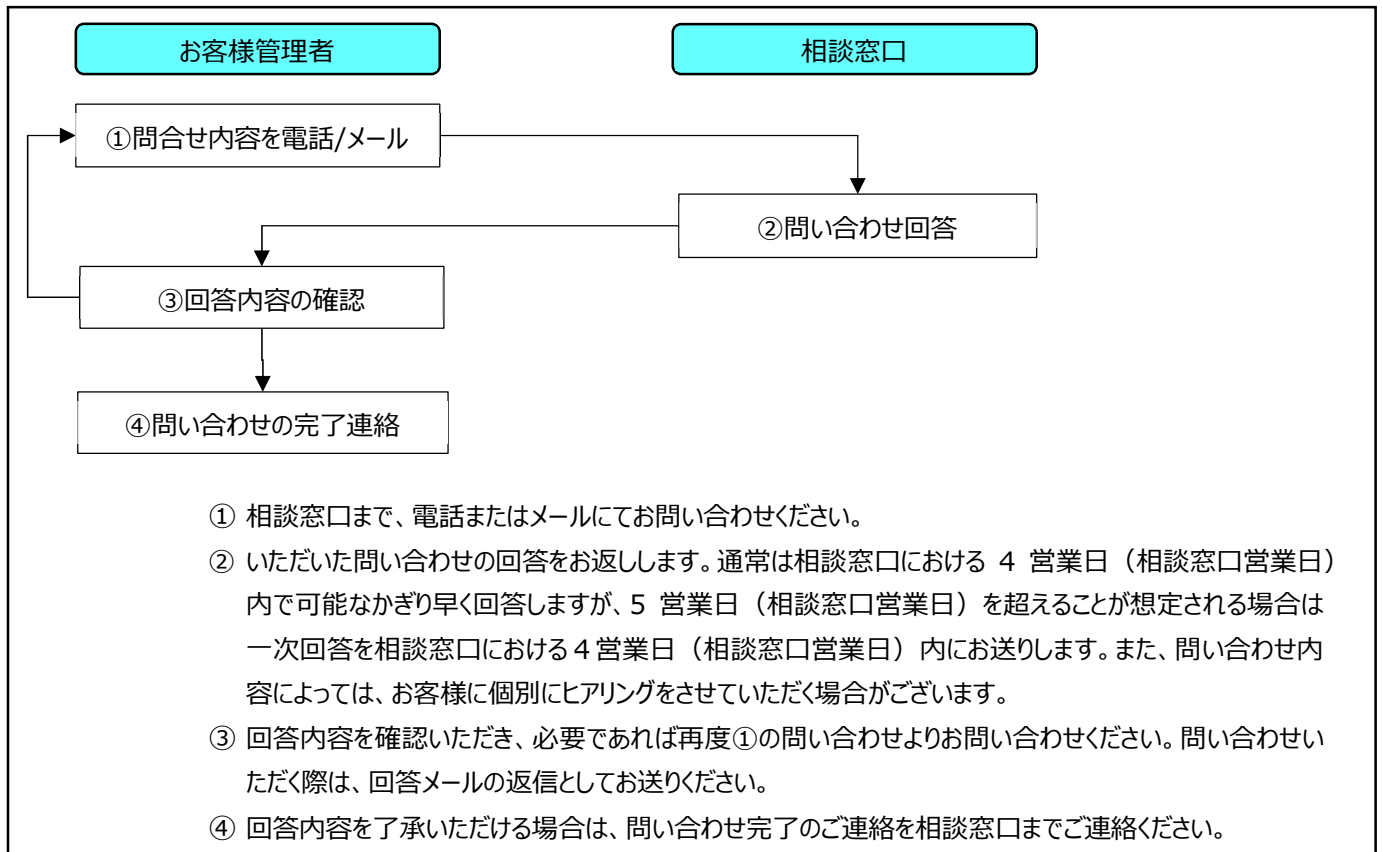 お客様管理者
相談窓口
①問合せ内容を電話/メール
②問い合わせ回答
③回答内容の確認
④問い合わせの完了連絡
① 相談窓口まで、電話またはメールにてお問い合わせください。
② いただいた問い合わせの回答をお返しします。通常は相談窓口における 4 営業日（相談窓口営業日）
内で可能なかぎり早く回答しますが、5 営業日（相談窓口営業日）を超えることが想定される場合は
一次回答を相談窓口における４営業日（相談窓口営業日）内にお送りします。また、問い合わせ内
容によっては、お客様に個別にヒアリングをさせていただく場合がございます。
③ 回答内容を確認いただき、必要であれば再度①の問い合わせよりお問い合わせください。問い合わせい
ただく際は、回答メールの返信としてお送りください。
④ 回答内容を了承いただける場合は、問い合わせ完了のご連絡を相談窓口までご連絡ください。